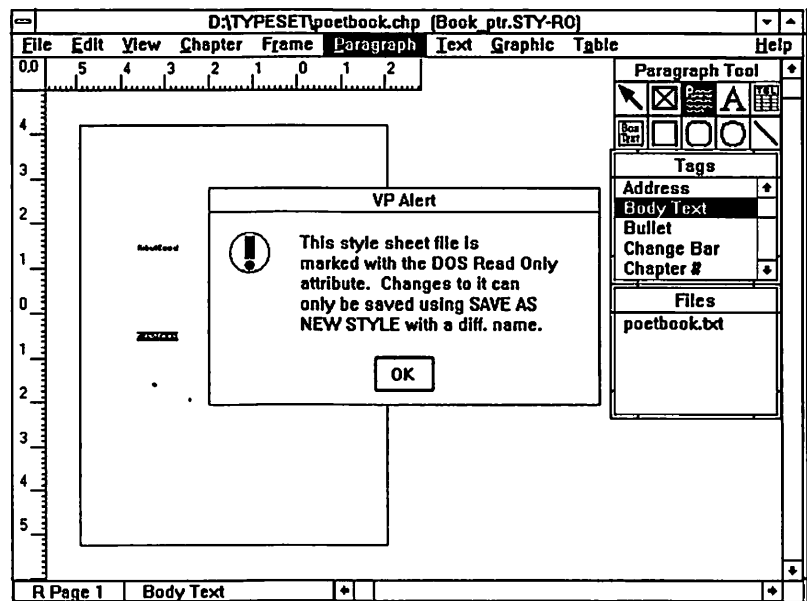 D:\TYPESET\poetbook.chp (Book_ptr.STY-RO)
File Edit View Chapter Frame Paragraph Text Graphic Table Help
0,0 5 4 3 2 1 0 1 2
Paragraph Tool
A TBL
Box Text
4
3
2
1
0
1
2
3
4
5
Tags
Address
Body Text
Bullet
Change Bar
Chapter #
Files
poetbook.txt
VP Alert
This style sheet file is
marked with the DOS Read Only
attribute. Changes to it can
only be saved using SAVE AS
NEW STYLE with a diff. name.
OK
R Page 1 Body Text